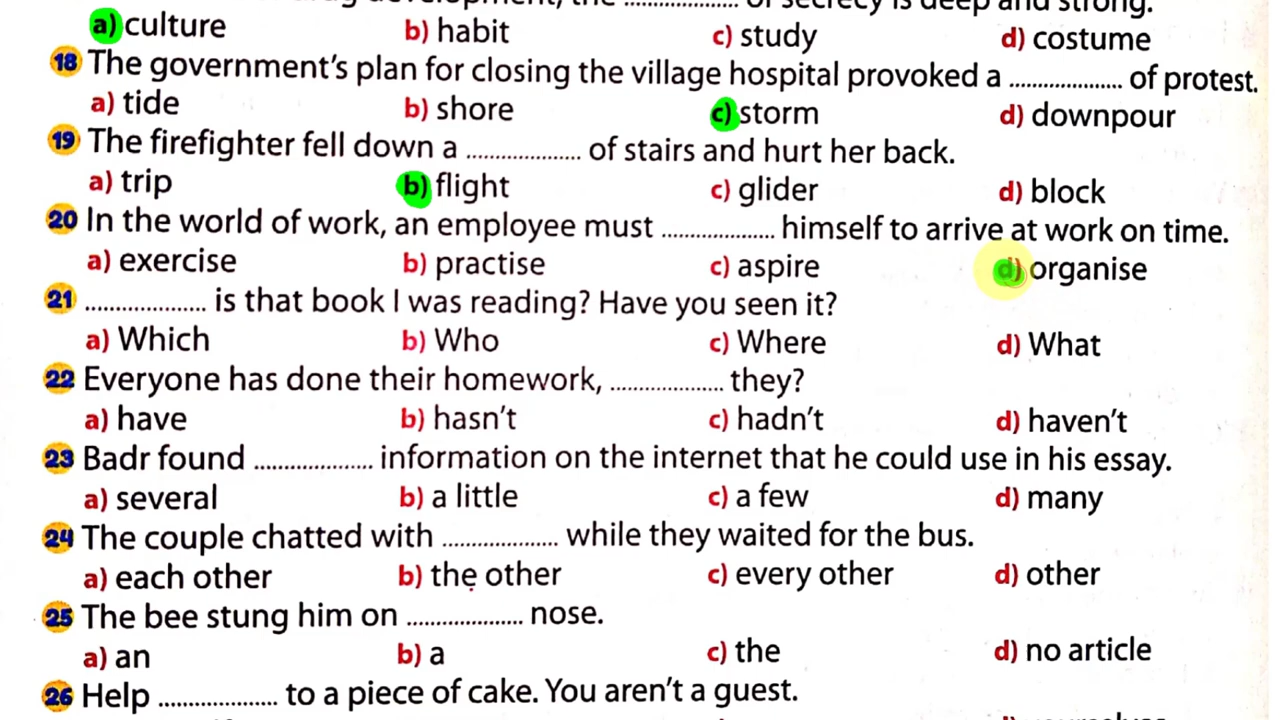 of secrecy is deep and strong.
a) culture b) habit c) study d) costume
18 The government's plan for closing the village hospital provoked a .................... of protest.
a) tide b) shore c) storm d) downpour
19 The firefighter fell down a .................... of stairs and hurt her back.
a) trip b) flight c) glider d) block
20 In the world of work, an employee must .................... himself to arrive at work on time.
a) exercise b) practise c) aspire d) organise
21 .................... is that book I was reading? Have you seen it?
a) Which b) Who c) Where d) What
22 Everyone has done their homework, .................... they?
a) have b) hasn't c) hadn't d) haven't
23 Badr found .................... information on the internet that he could use in his essay.
a) several b) a little c) a few d) many
24 The couple chatted with .................... while they waited for the bus.
a) each other b) the other c) every other d) other
25 The bee stung him on .................... nose.
a) an b) a c) the d) no article
26 Help .................... to a piece of cake. You aren't a guest.